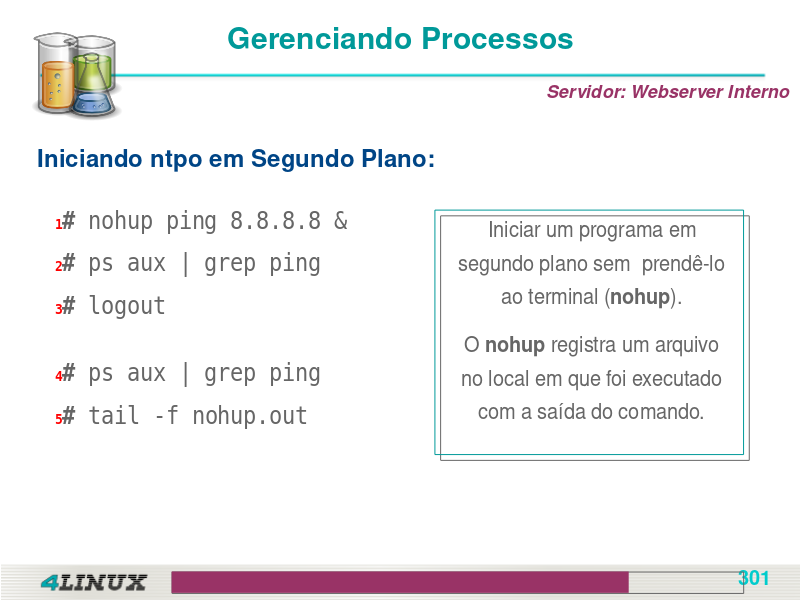 Gerenciando Processos
Servidor: Webserver Interno
Iniciando ntpo em Segundo Plano:
1# nohup ping 8.8.8.8 &
2# ps aux | grep ping
3# logout
4# ps aux | grep ping
5# tail -f nohup.out
Iniciar um programa em
segundo plano sem prendê-lo
ao terminal (nohup).
O nohup registra um arquivo
no local em que foi executado
com a saída do comando.
4LINUX
301